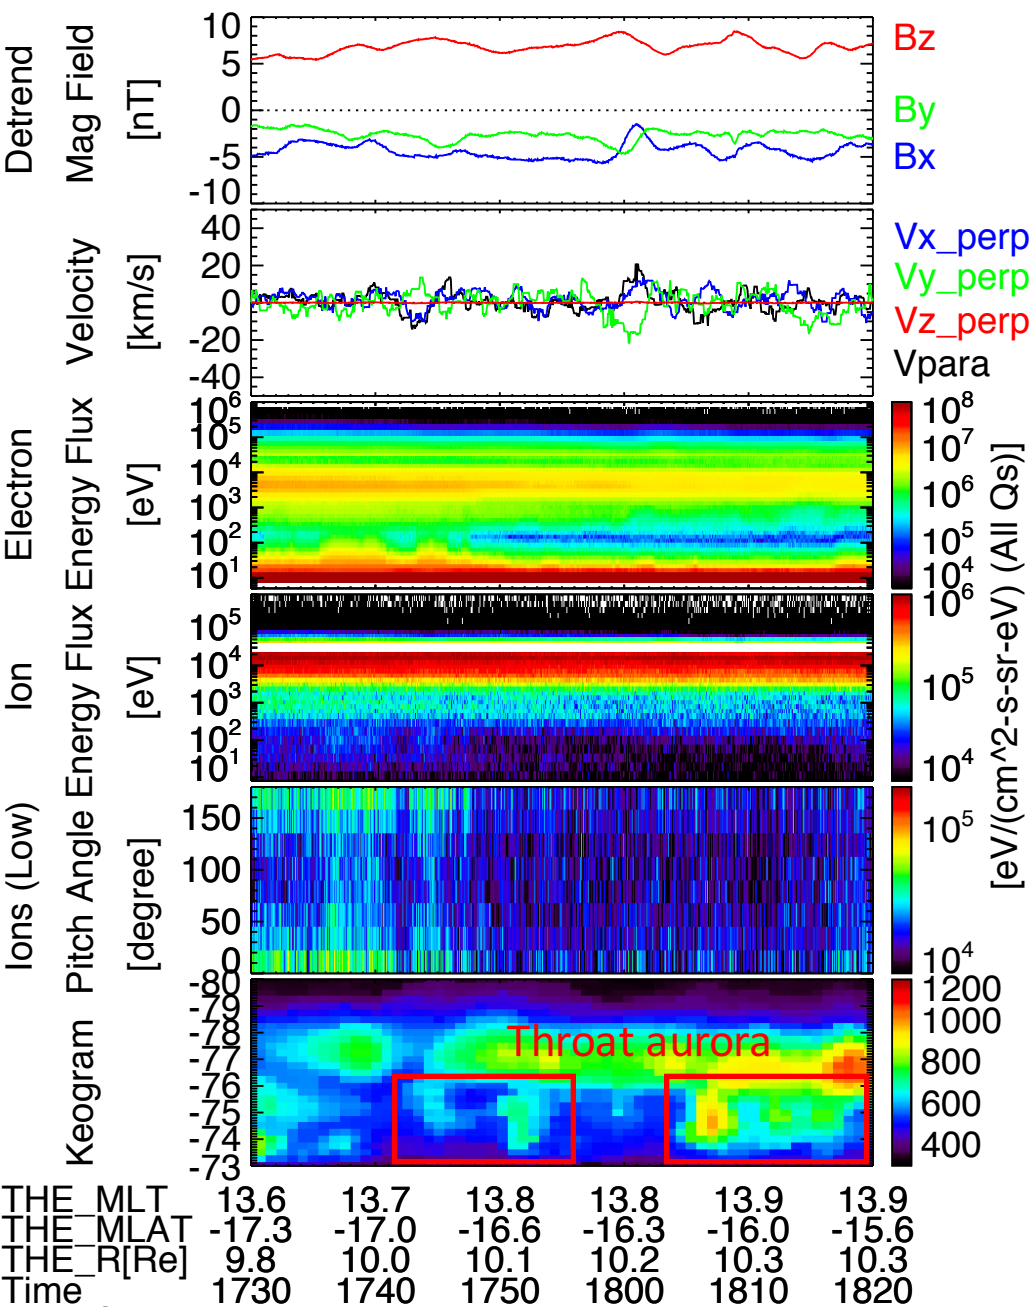 Detrend
Mag Field
[nT]
10
5
0
-5
-10
Bz
By
Bx
Velocity
[km/s]
40
20
0
-20
-40
Vx_perp
Vy_perp
Vz_perp
Vpara
Electron
Energy Flux
[eV]
10^6
10^5
10^4
10^3
10^2
10^1
10^8
10^7
10^6
10^5
10^4
Ion
Energy Flux
[eV]
10^5
10^4
10^3
10^2
10^1
10^6
10^5
10^4
[eV/(cm^2-s-sr-eV) (All Qs)]
Ions (Low)
Pitch Angle
[degree]
150
100
50
0
10^5
10^4
Keogram
-80
-79
-78
-77
-76
-75
-74
-73
Throat aurora
1200
1000
800
600
400
THE_MLT 13.6 13.7 13.8 13.8 13.9 13.9
THE_MLAT -17.3 -17.0 -16.6 -16.3 -16.0 -15.6
THE_R[Re] 9.8 10.0 10.1 10.2 10.3 10.3
Time 1730 1740 1750 1800 1810 1820